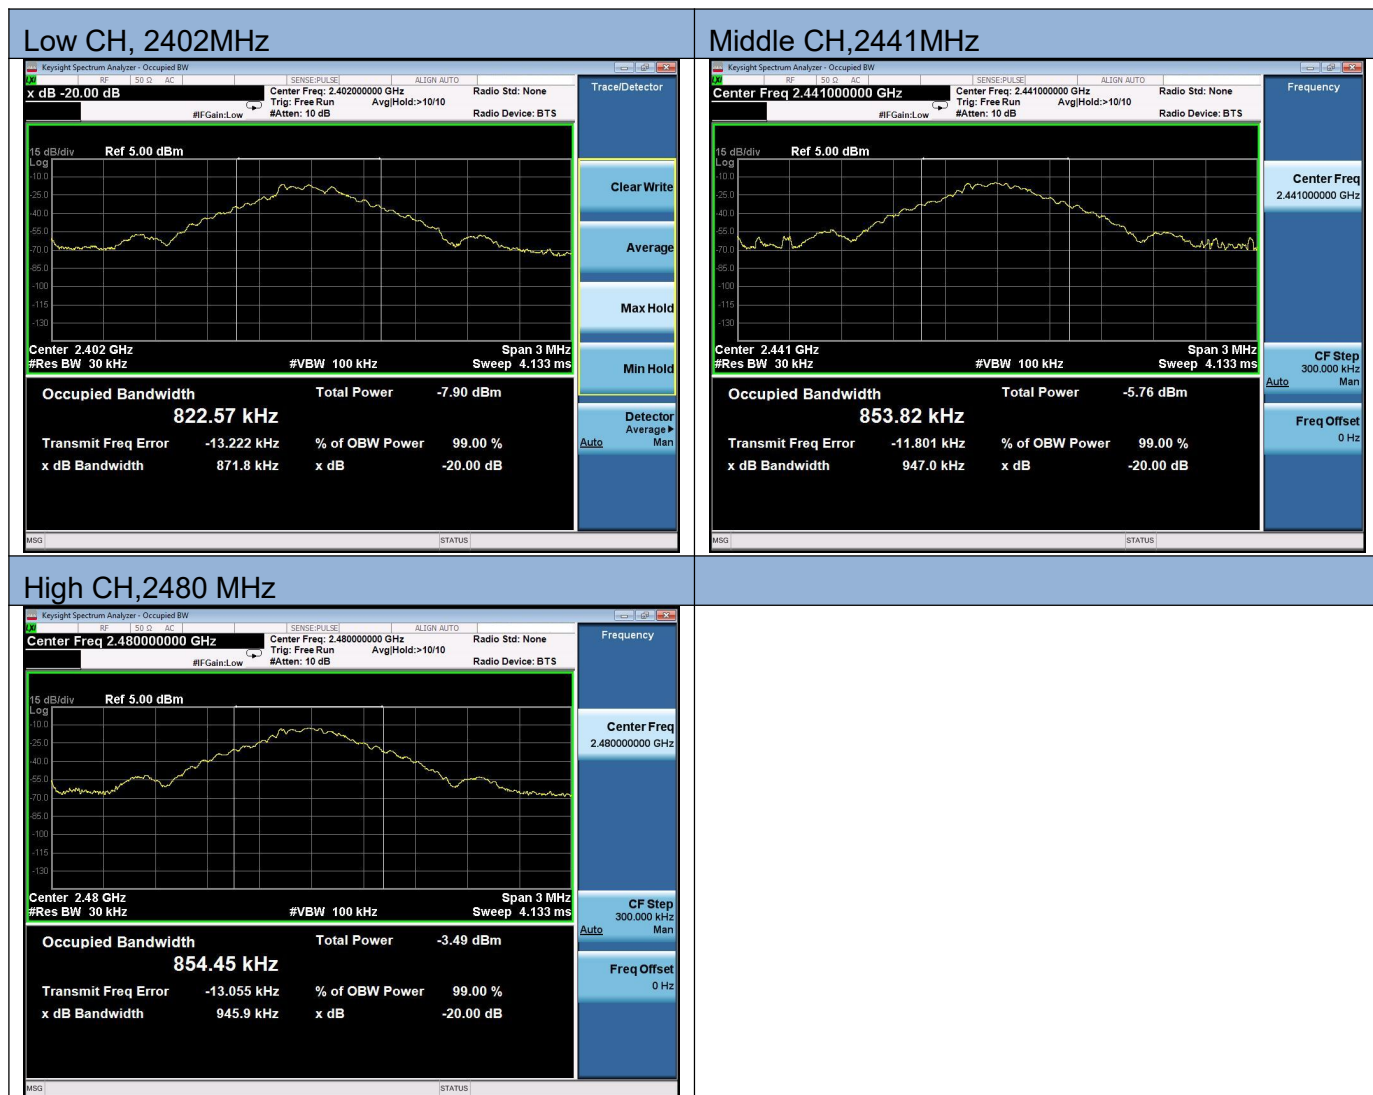 Low CH, 2402MHz
Keysight Spectrum Analyzer - Occupied BW
LXI RF 50 Ω AC SENSE:PULSE ALIGN AUTO
x dB -20.00 dB
Center Freq: 2.402000000 GHz Radio Std: None
Trig: Free Run Avg|Hold:>10/10
#IFGain:Low #Atten: 10 dB Radio Device: BTS
15 dB/div Ref 5.00 dBm
Log
-10.0
-25.0
-40.0
-55.0
-70.0
-85.0
-100
-115
-130
Center 2.402 GHz Span 3 MHz
#Res BW 30 kHz #VBW 100 kHz Sweep 4.133 ms
Occupied Bandwidth Total Power -7.90 dBm
822.57 kHz
Transmit Freq Error -13.222 kHz % of OBW Power 99.00 %
x dB Bandwidth 871.8 kHz x dB -20.00 dB
MSG STATUS
Trace/Detector
Clear Write
Average
Max Hold
Min Hold
Detector
Average
Auto Man
Middle CH,2441MHz
Keysight Spectrum Analyzer - Occupied BW
LXI RF 50 Ω AC SENSE:PULSE ALIGN AUTO
Center Freq 2.441000000 GHz
Center Freq: 2.441000000 GHz Radio Std: None
Trig: Free Run Avg|Hold:>10/10
#IFGain:Low #Atten: 10 dB Radio Device: BTS
15 dB/div Ref 5.00 dBm
Log
-10.0
-25.0
-40.0
-55.0
-70.0
-85.0
-100
-115
-130
Center 2.441 GHz Span 3 MHz
#Res BW 30 kHz #VBW 100 kHz Sweep 4.133 ms
Occupied Bandwidth Total Power -5.76 dBm
853.82 kHz
Transmit Freq Error -11.801 kHz % of OBW Power 99.00 %
x dB Bandwidth 947.0 kHz x dB -20.00 dB
MSG STATUS
Frequency
Center Freq
2.441000000 GHz
CF Step
300.000 kHz
Auto Man
Freq Offset
0 Hz
High CH,2480 MHz
Keysight Spectrum Analyzer - Occupied BW
LXI RF 50 Ω AC SENSE:PULSE ALIGN AUTO
Center Freq 2.480000000 GHz
Center Freq: 2.480000000 GHz Radio Std: None
Trig: Free Run Avg|Hold:>10/10
#IFGain:Low #Atten: 10 dB Radio Device: BTS
15 dB/div Ref 5.00 dBm
Log
-10.0
-25.0
-40.0
-55.0
-70.0
-85.0
-100
-115
-130
Center 2.48 GHz Span 3 MHz
#Res BW 30 kHz #VBW 100 kHz Sweep 4.133 ms
Occupied Bandwidth Total Power -3.49 dBm
854.45 kHz
Transmit Freq Error -13.055 kHz % of OBW Power 99.00 %
x dB Bandwidth 945.9 kHz x dB -20.00 dB
MSG STATUS
Frequency
Center Freq
2.480000000 GHz
CF Step
300.000 kHz
Auto Man
Freq Offset
0 Hz